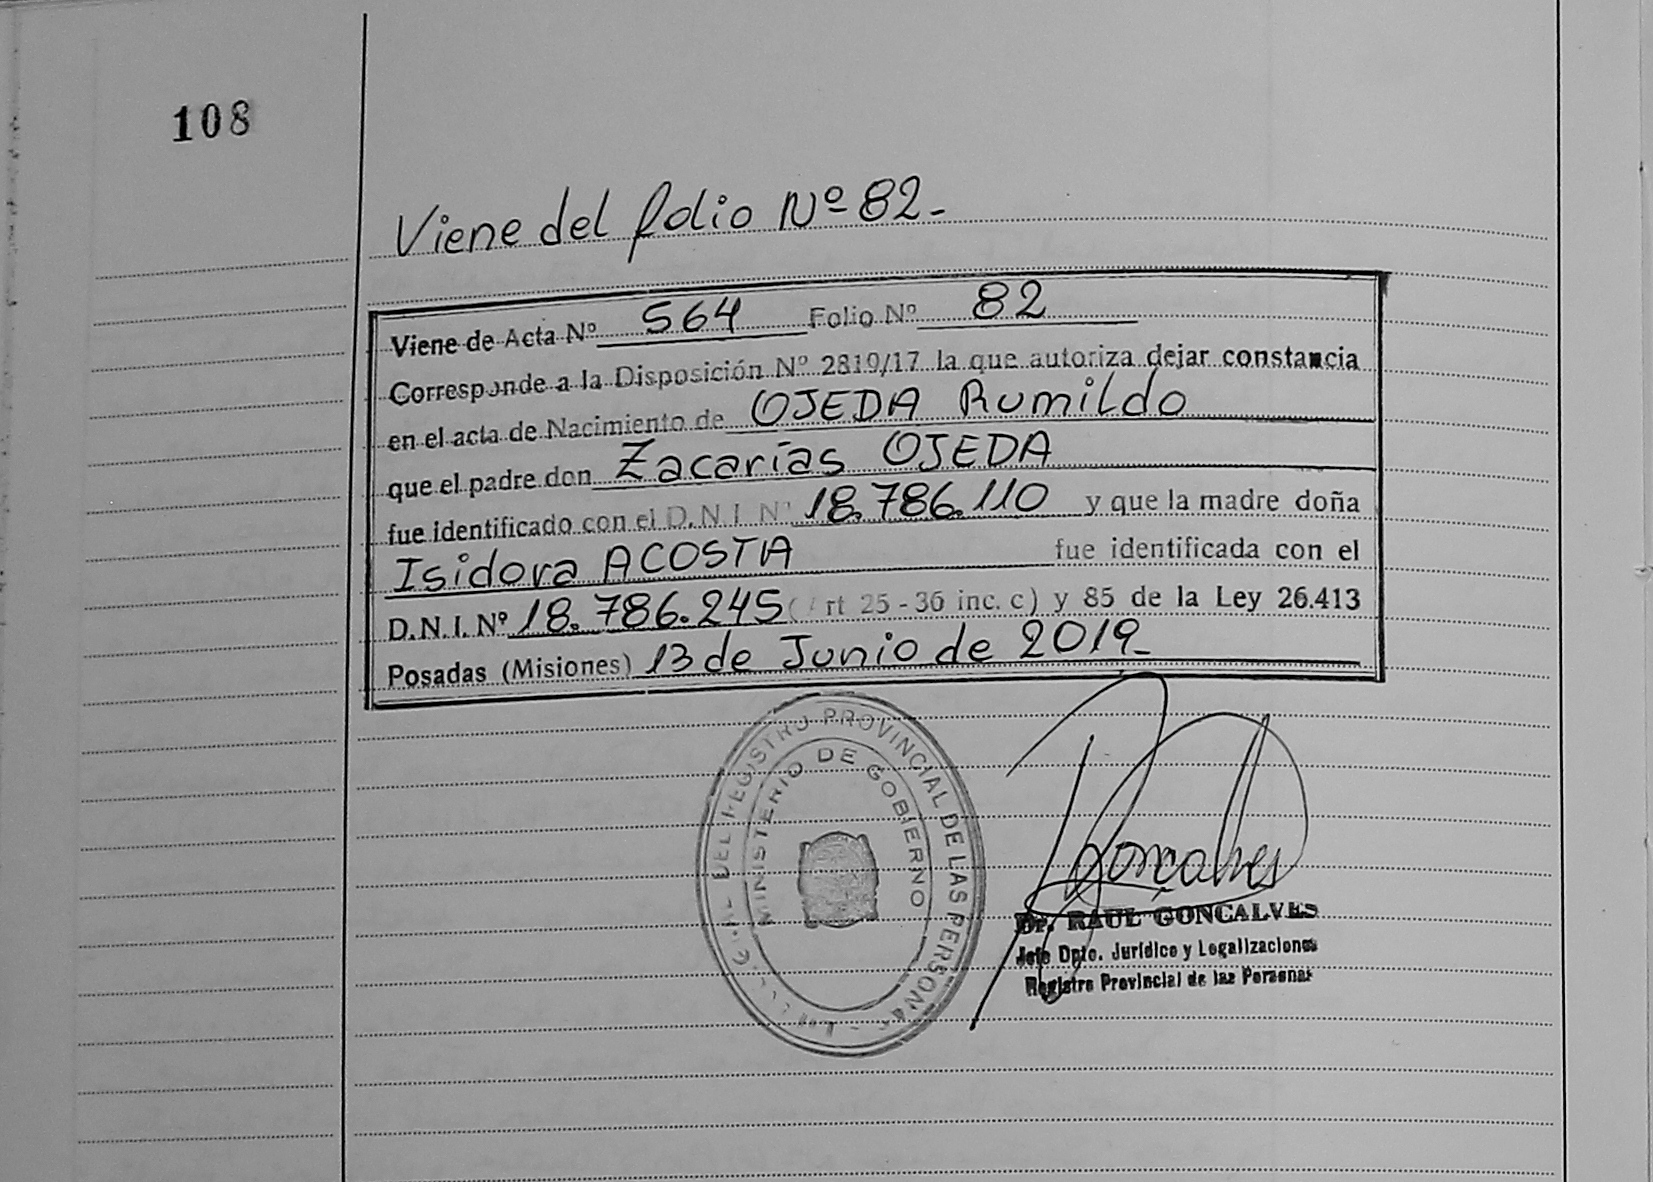 108
Viene del folio Nº 82-
Viene de Acta Nº 564 Folio Nº 82
Corresponde a la Disposición Nº 2819/17 la que autoriza dejar constancia
en el acta de Nacimiento de OJEDA Rumildo
que el padre don Zacarías OJEDA
fue identificado con el D.N.I. Nº 18.786.110 y que la madre doña
Isidora ACOSTA fue identificada con el
D.N.I. Nº 18.786.245 (Art 25 - 36 inc. c) y 85 de la Ley 26.413
Posadas (Misiones) 13 de Junio de 2019-
DEL REGISTRO PROVINCIAL DE LAS PERSONAS
MINISTERIO DE GOBIERNO
Goncalves
Dr. RAUL GONCALVES
Jefe Dpto. Jurídico y Legalizaciones
Registro Provincial de las Personas